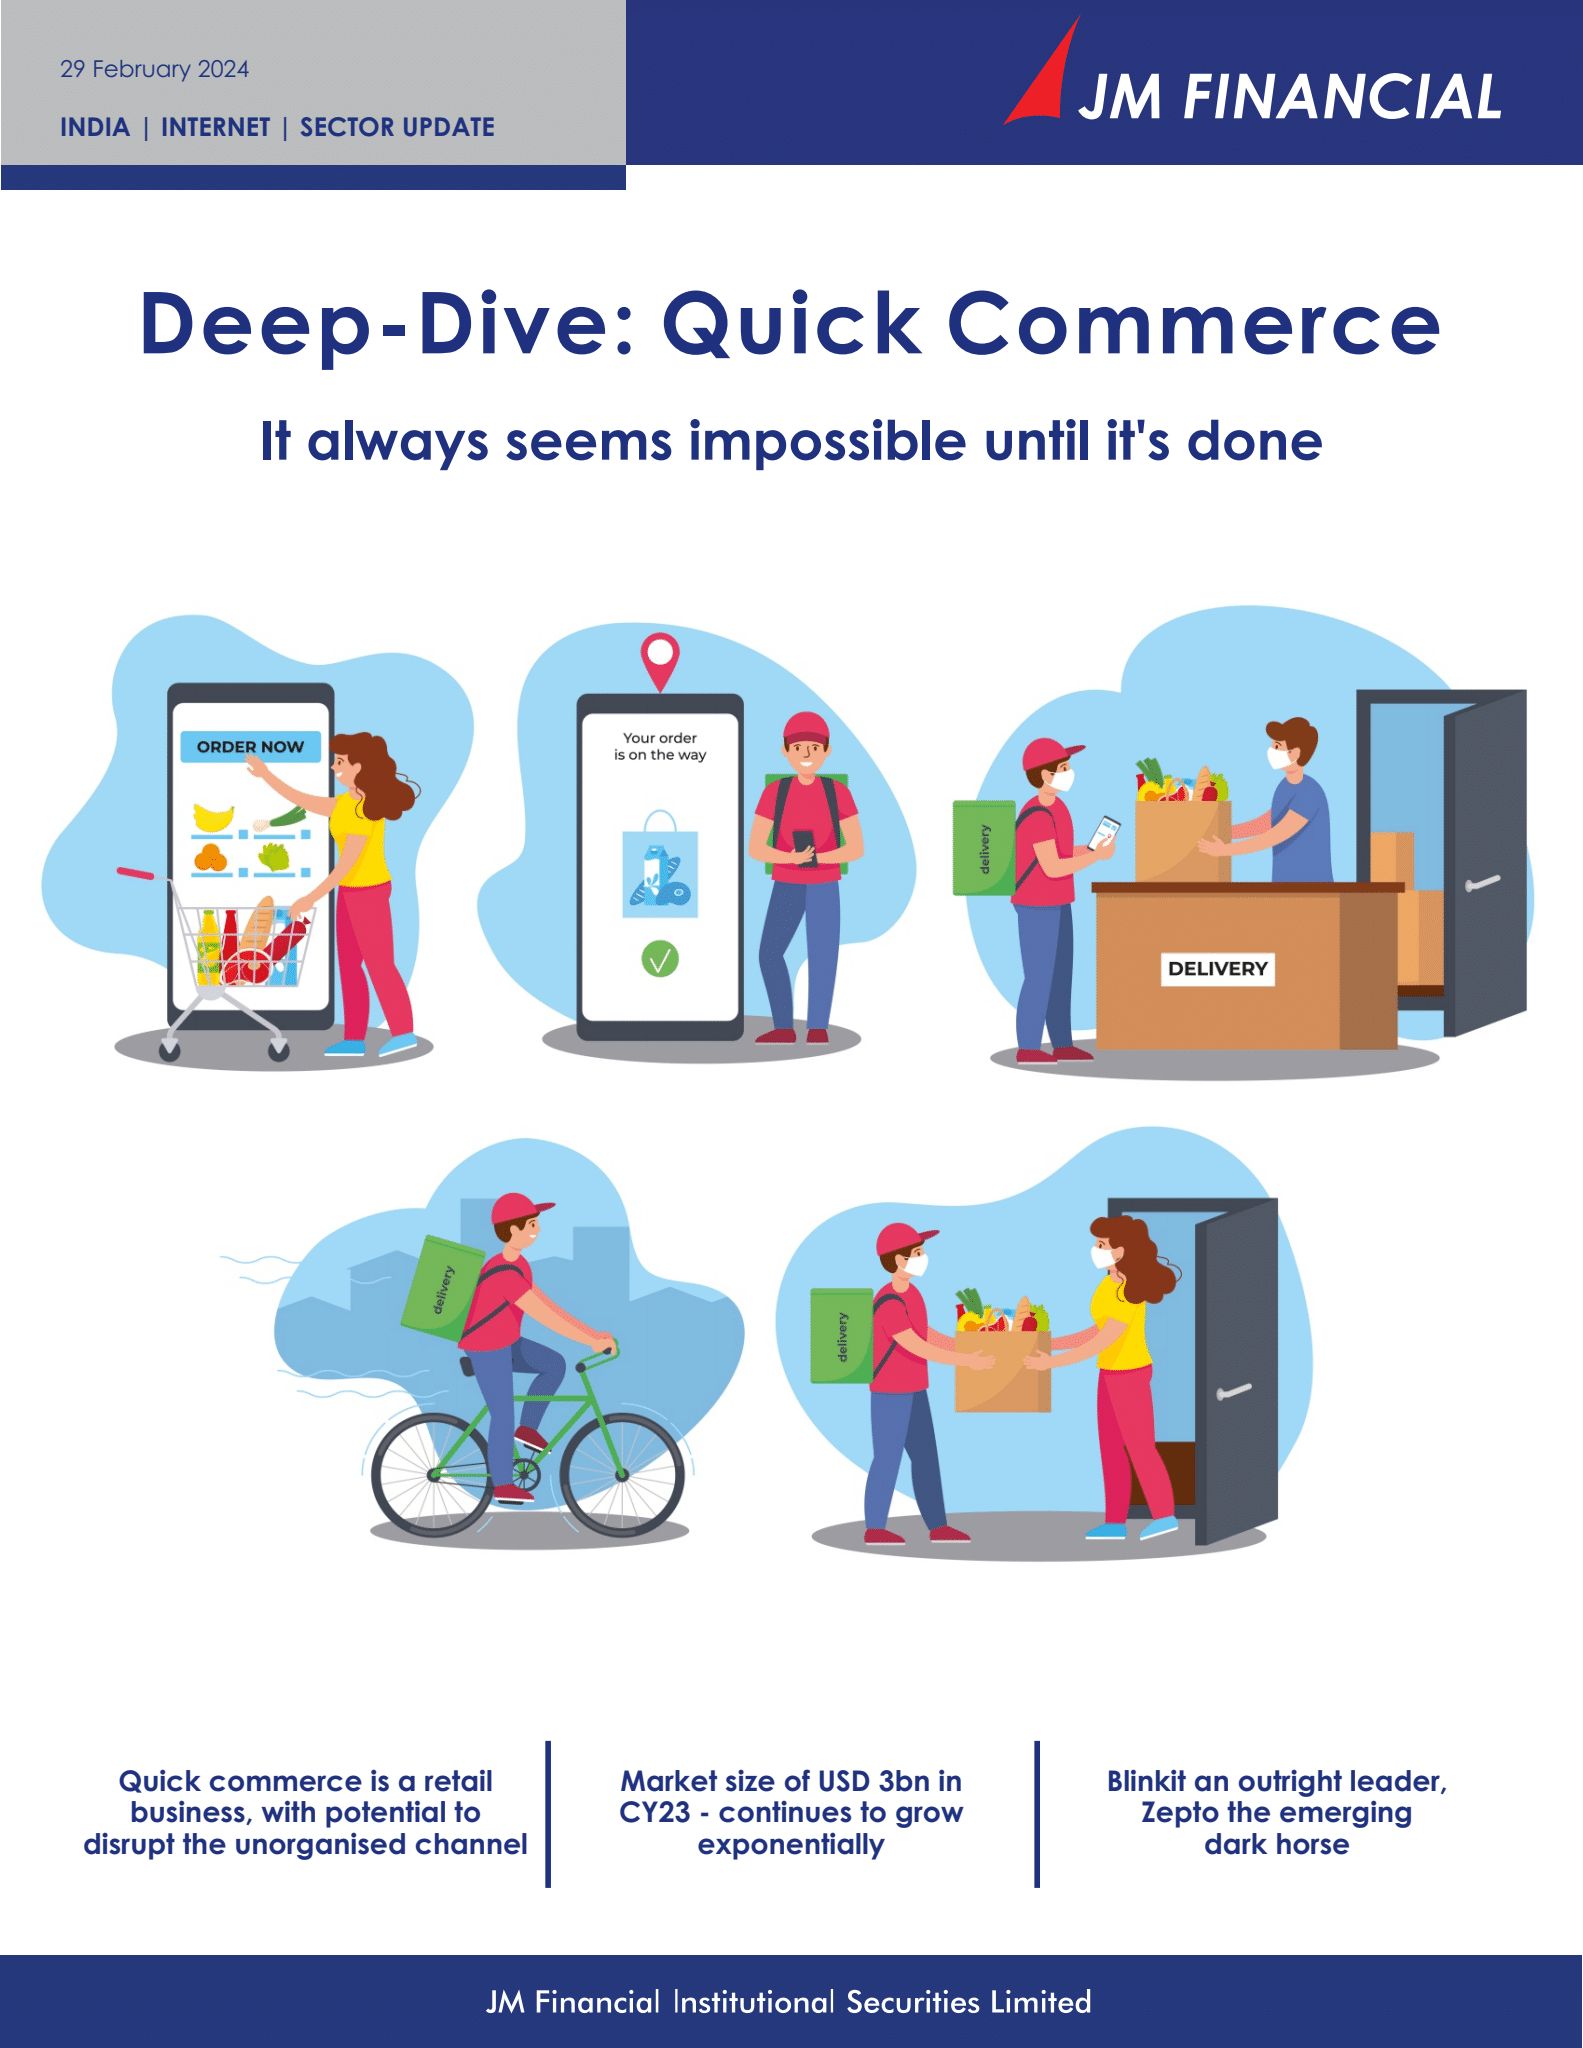 29 February 2024
INDIA | INTERNET | SECTOR UPDATE
JM FINANCIAL
Deep-Dive: Quick Commerce
It always seems impossible until it's done
ORDER NOW
Your order
is on the way
delivery
DELIVERY
delivery
delivery
Quick commerce is a retail
business, with potential to
disrupt the unorganised channel
Market size of USD 3bn in
CY23 - continues to grow
exponentially
Blinkit an outright leader,
Zepto the emerging
dark horse
JM Financial Institutional Securities Limited